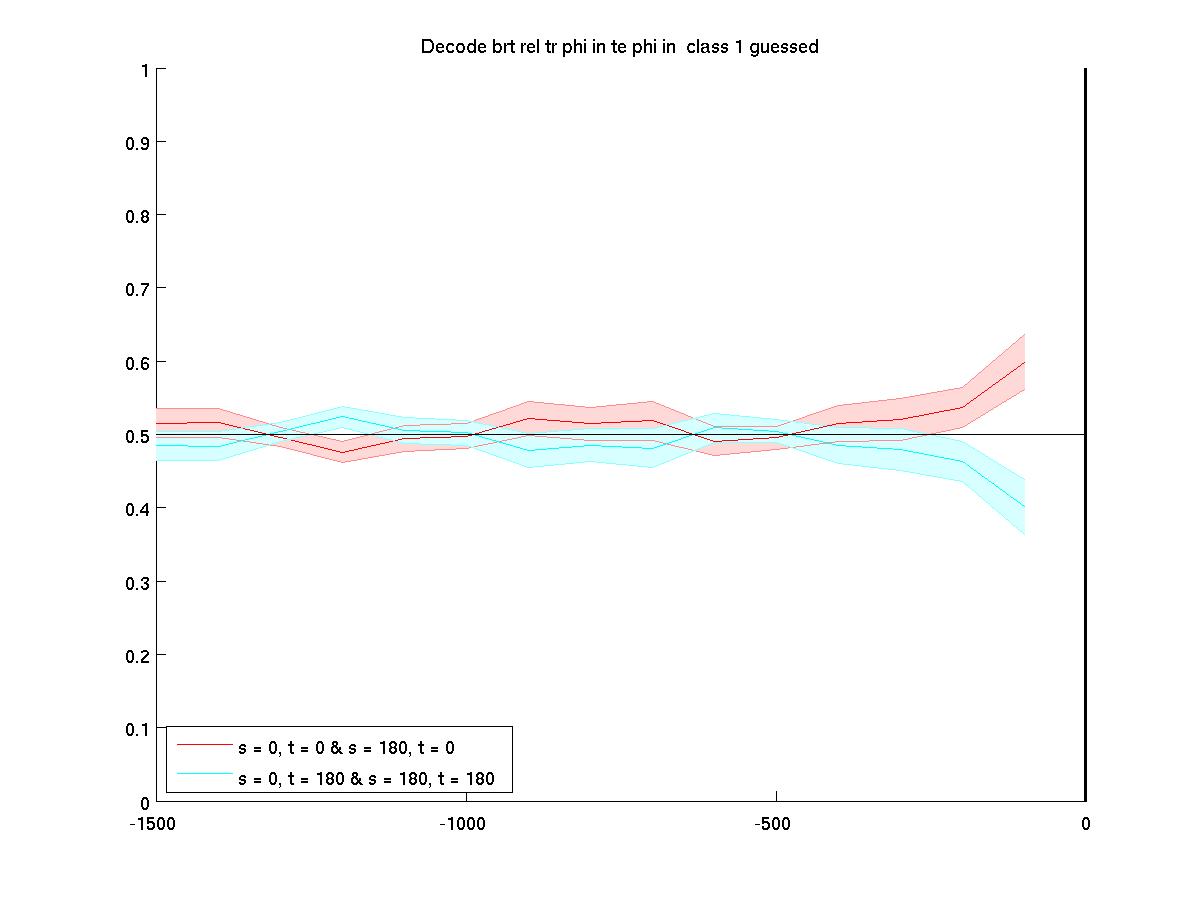 Decode brt rel tr phi in te phi in  class 1 guessed
1
0.9
0.8
0.7
0.6
0.5
0.4
0.3
0.2
0.1
0
s = 0, t = 0 & s = 180, t = 0
s = 0, t = 180 & s = 180, t = 180
-1500 -1000 -500 0